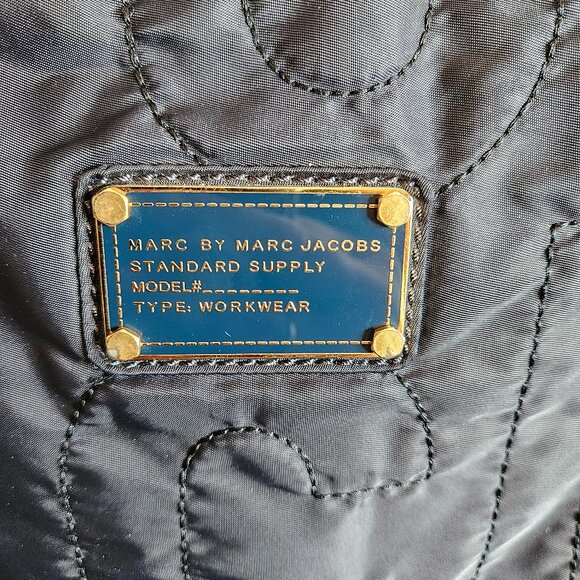 MARC BY MARC JACOBS
STANDARD SUPPLY
MODEL#________
TYPE: WORKWEAR